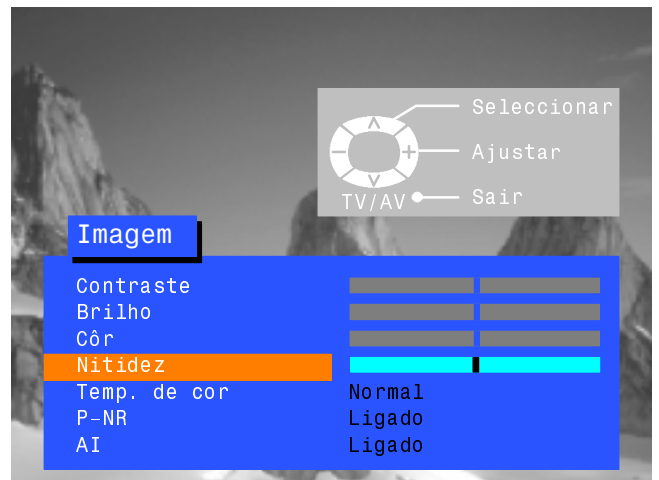 Seleccionar
Ajustar
TV/AV Sair
Imagem
Contraste
Brilho
Côr
Nitidez
Temp. de cor Normal
P-NR Ligado
AI Ligado